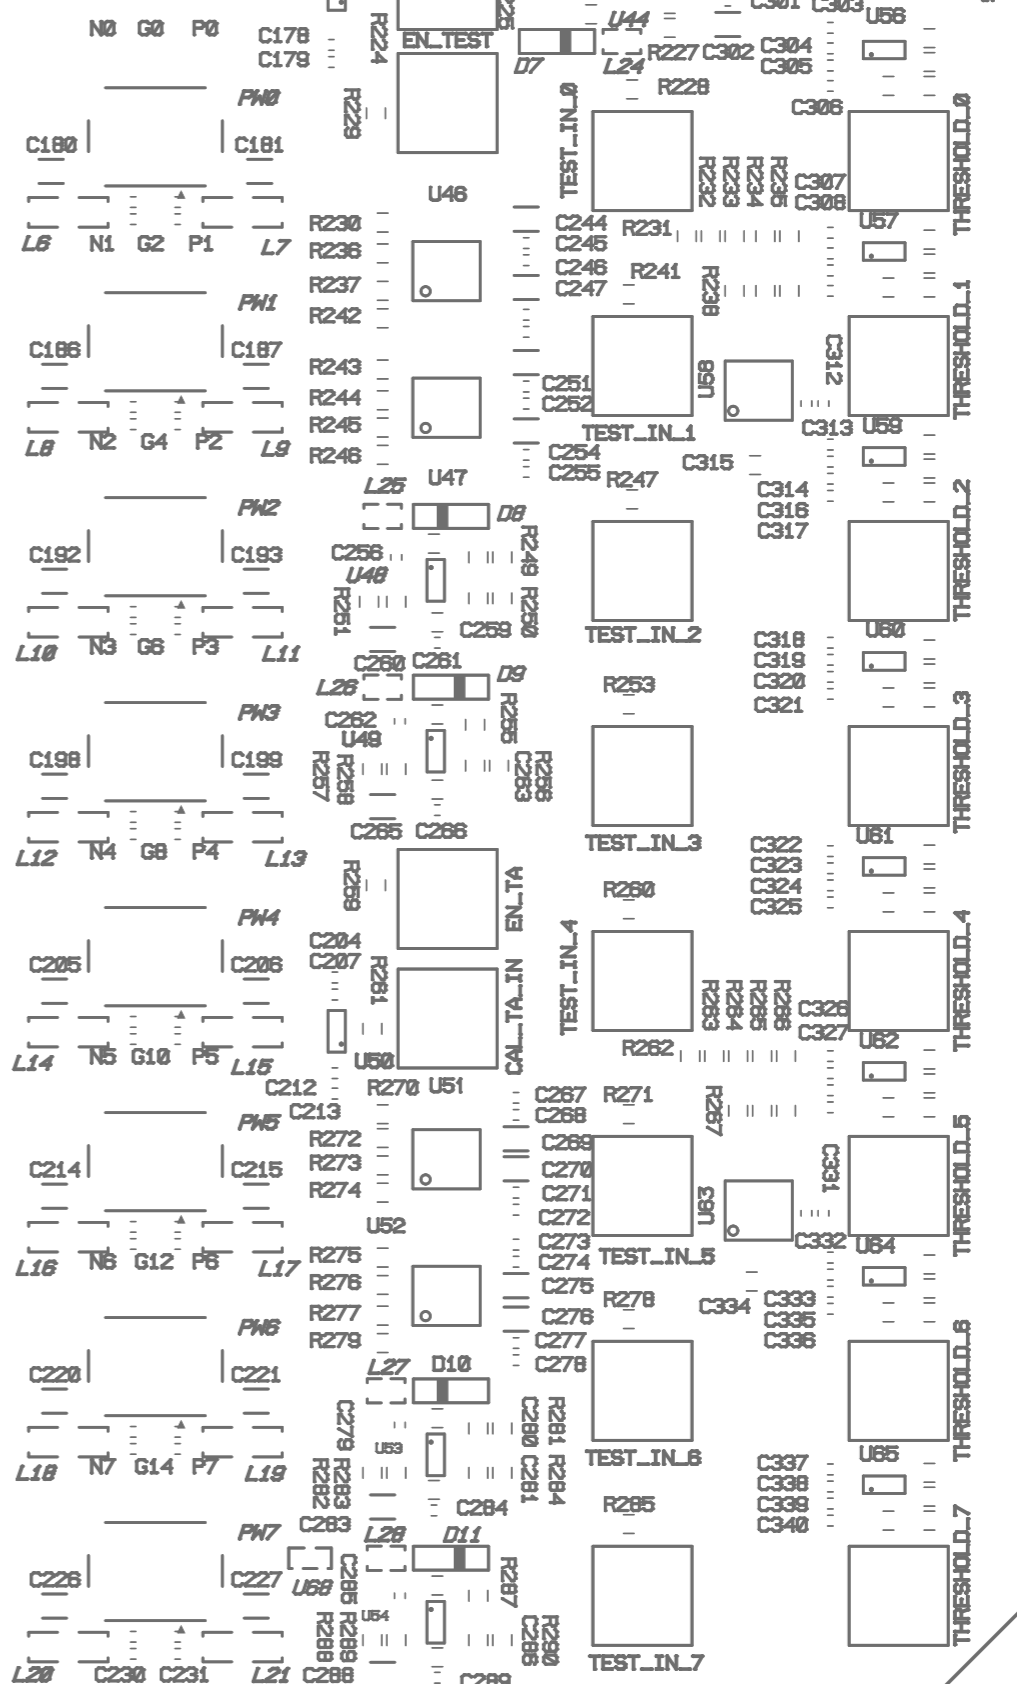 C301 C303
U56
R225
U44
N0 G0 P0
C178
R224
EN_TEST
R227 C302 C304
C179
D7 L24
C305
R228
PW0
R229
TEST_IN_0
C306
THRESHOLD_0
C180 C181
U46
R232 R233 R234 R235
C307
C308
R230
C244
R231
U57
L6 N1 G2 P1 L7
R236
C245
C246
R241
R237
C247
R238
PW1
R242
THRESHOLD_1
C186 C187
C312
R243
U58
C251
R244
C252
R245
TEST_IN_1
C313 U59
L8 N2 G4 P2 L9
R246
C254
C315
C255
U47
R247
L25
C314
PW2
D8
C316
THRESHOLD_2
C317
C192 C193
C256
R249
U48
R251
R250
C259
TEST_IN_2
U60
L10 N3 G6 P3 L11
C318
C260 C261
C319
D9
L26
R253
C320
C321
PW3
C262
R255
THRESHOLD_3
U49
C198 C199
R257 R258
C263 R256
C265 C266
TEST_IN_3
U61
L12 N4 G8 P4 L13
C322
C323
R259
EN_TA
R260
C324
C325
PW4
TEST_IN_4
THRESHOLD_4
C204
C205 C206
C207
R261
CAL_TA_IN
R263 R264 R265 R266
C326
C327
U62
R262
L14 N5 G10 P5 L15
U50
C212
R270 U51
C267
R271
R267
C213
C268
PW5
R272
C269
THRESHOLD_5
R273
C270
C331
C214 C215
R274
C271
U63
C272
U52
C273
C332 U64
R275
C274
TEST_IN_5
L16 N6 G12 P6 L17
R276
C275
R278
C334
C333
R277
C276
C335
PW6
R279
C277
C336
THRESHOLD_6
L27 D10
C278
C220 C221
C279
C280 R281
U53
TEST_IN_6
U65
L18 N7 G14 P7 L19
R282 R283
C281 R284
C337
C338
C284
R285
C339
C283
C340
PW7
L28 D11
THRESHOLD_7
C226 C227
U68
C285
R287
U54
R288 R289
C286 R290
TEST_IN_7
L20 C230 C231 L21 C288
C289